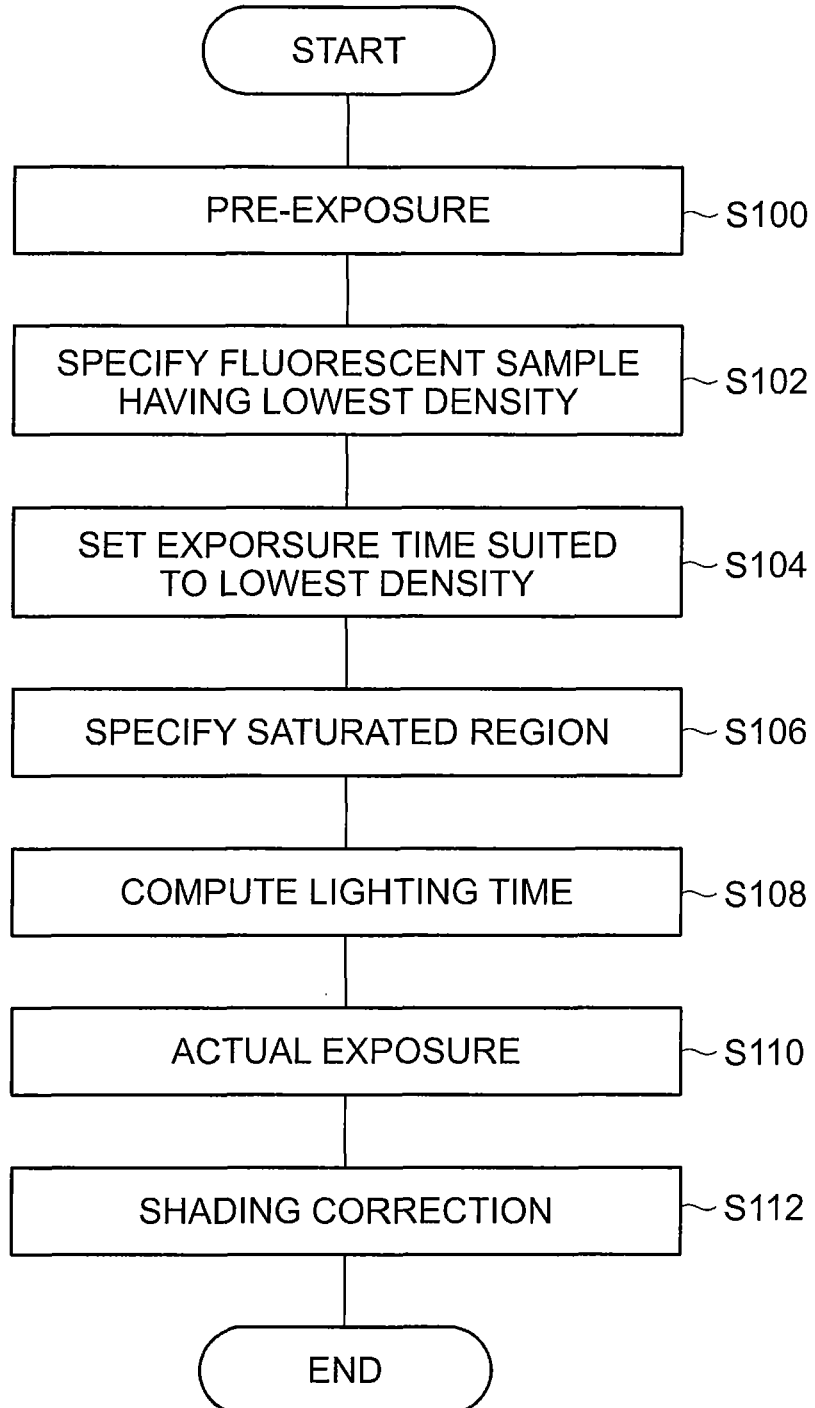 START
PRE-EXPOSURE
S100
SPECIFY FLUORESCENT SAMPLE
HAVING LOWEST DENSITY
S102
SET EXPORSURE TIME SUITED
TO LOWEST DENSITY
S104
SPECIFY SATURATED REGION
S106
COMPUTE LIGHTING TIME
S108
ACTUAL EXPOSURE
S110
SHADING CORRECTION
S112
END